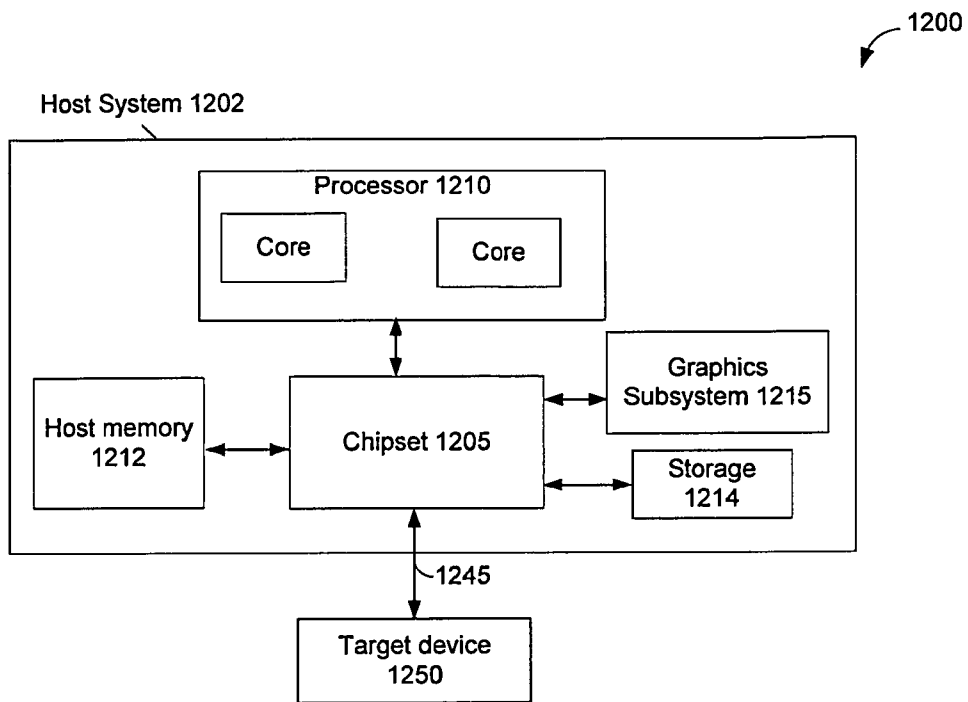 1200
Host System 1202
Processor 1210
Core
Core
Graphics
Subsystem 1215
Host memory
1212
Chipset 1205
Storage
1214
1245
Target device
1250